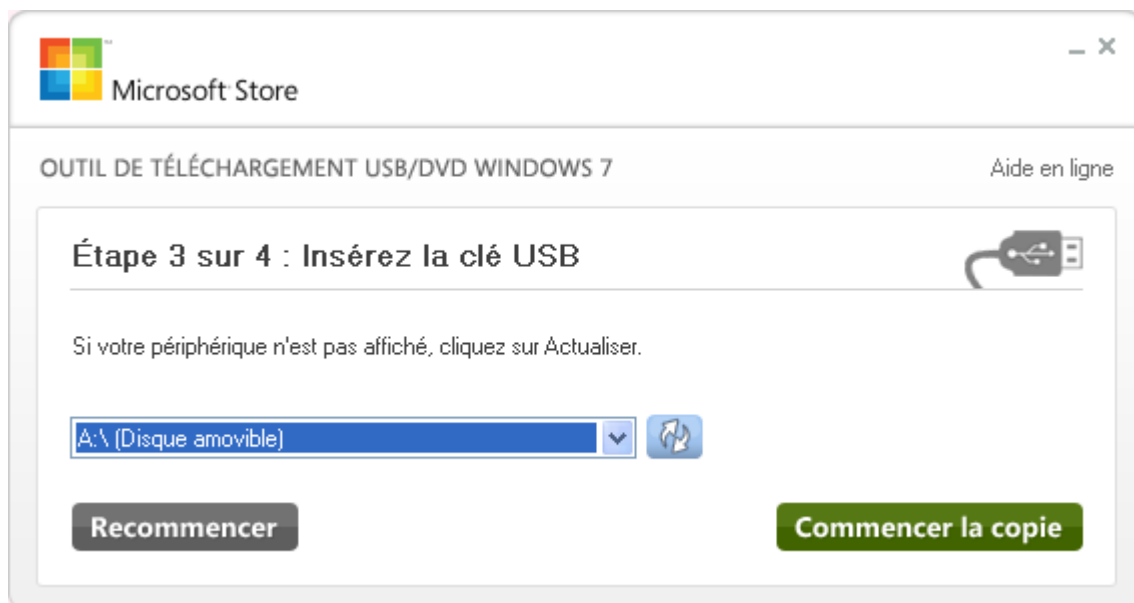 Microsoft Store
OUTIL DE TÉLÉCHARGEMENT USB/DVD WINDOWS 7
Aide en ligne
Étape 3 sur 4 : Insérez la clé USB
Si votre périphérique n'est pas affiché, cliquez sur Actualiser.
A:\ (Disque amovible)
Recommencer
Commencer la copie